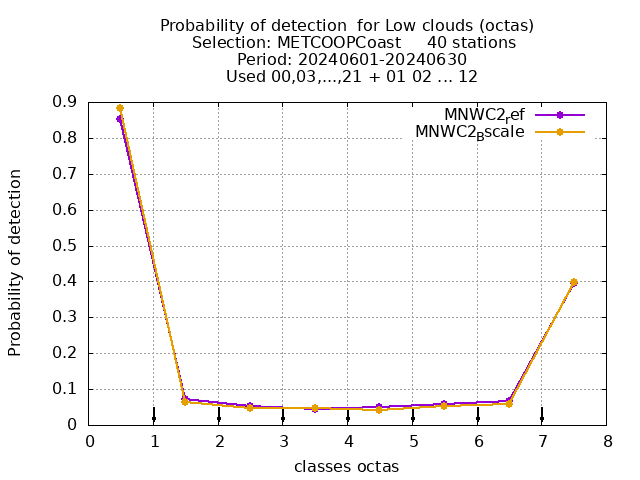 Probability of detection  for Low clouds (octas)
Selection: METCOOPCoast     40 stations
Period: 20240601-20240630
Used 00,03,...,21 + 01 02 ... 12
MNWC2ref
MNWC2Bscale
Probability of detection
0.9
0.8
0.7
0.6
0.5
0.4
0.3
0.2
0.1
0
0 1 2 3 4 5 6 7 8
classes octas